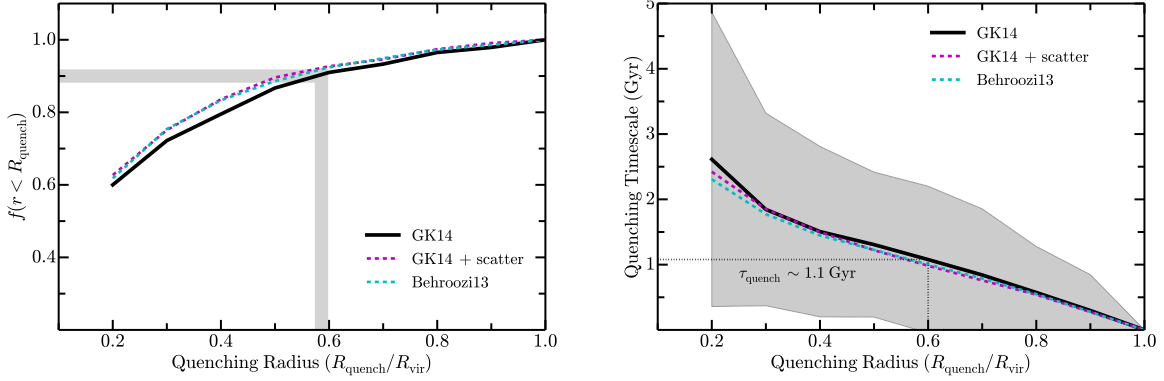 f(r < R_quench)
1.0
0.8
0.6
0.4
GK14
GK14 + scatter
Behroozi13
0.2 0.4 0.6 0.8 1.0
Quenching Radius (R_quench/R_vir)
Quenching Timescale (Gyr)
5
4
3
2
1
GK14
GK14 + scatter
Behroozi13
τ_quench ∼ 1.1 Gyr
0.2 0.4 0.6 0.8 1.0
Quenching Radius (R_quench/R_vir)